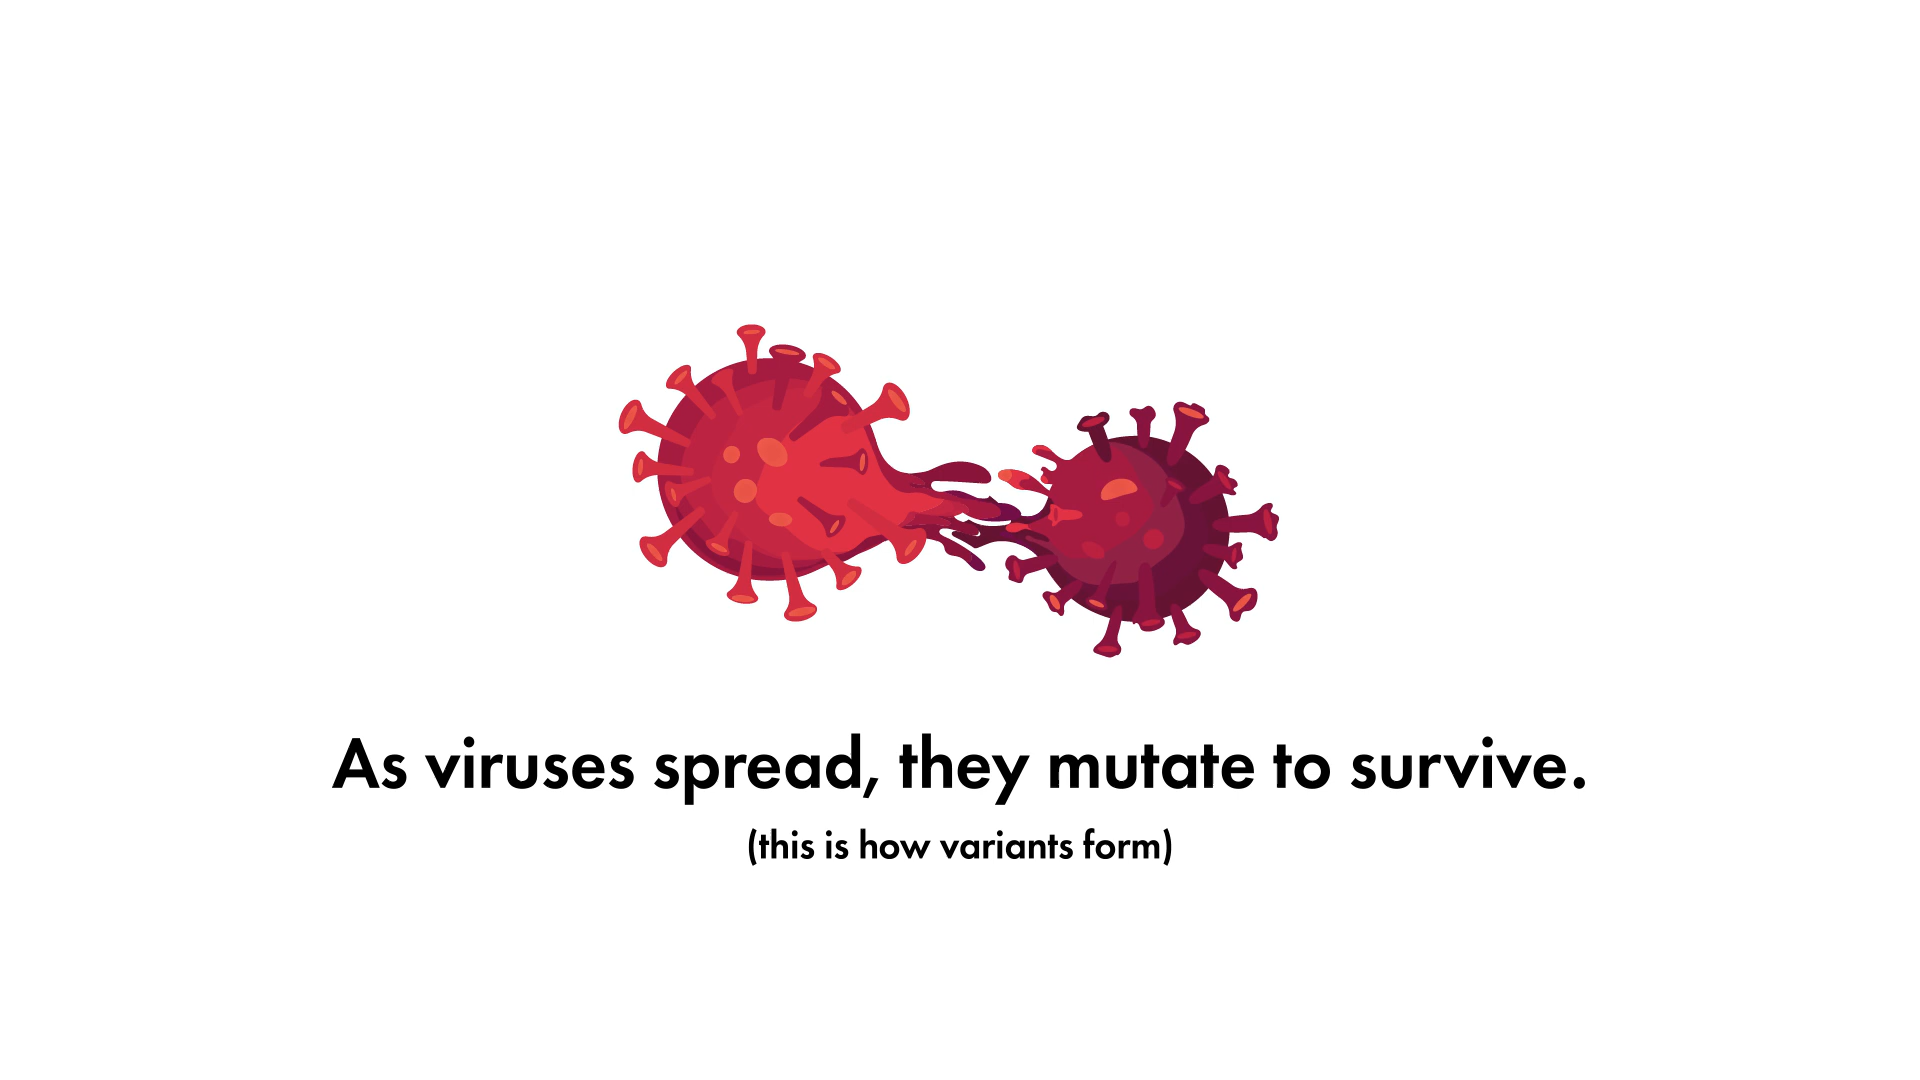 As viruses spread, they mutate to survive.
(this is how variants form)